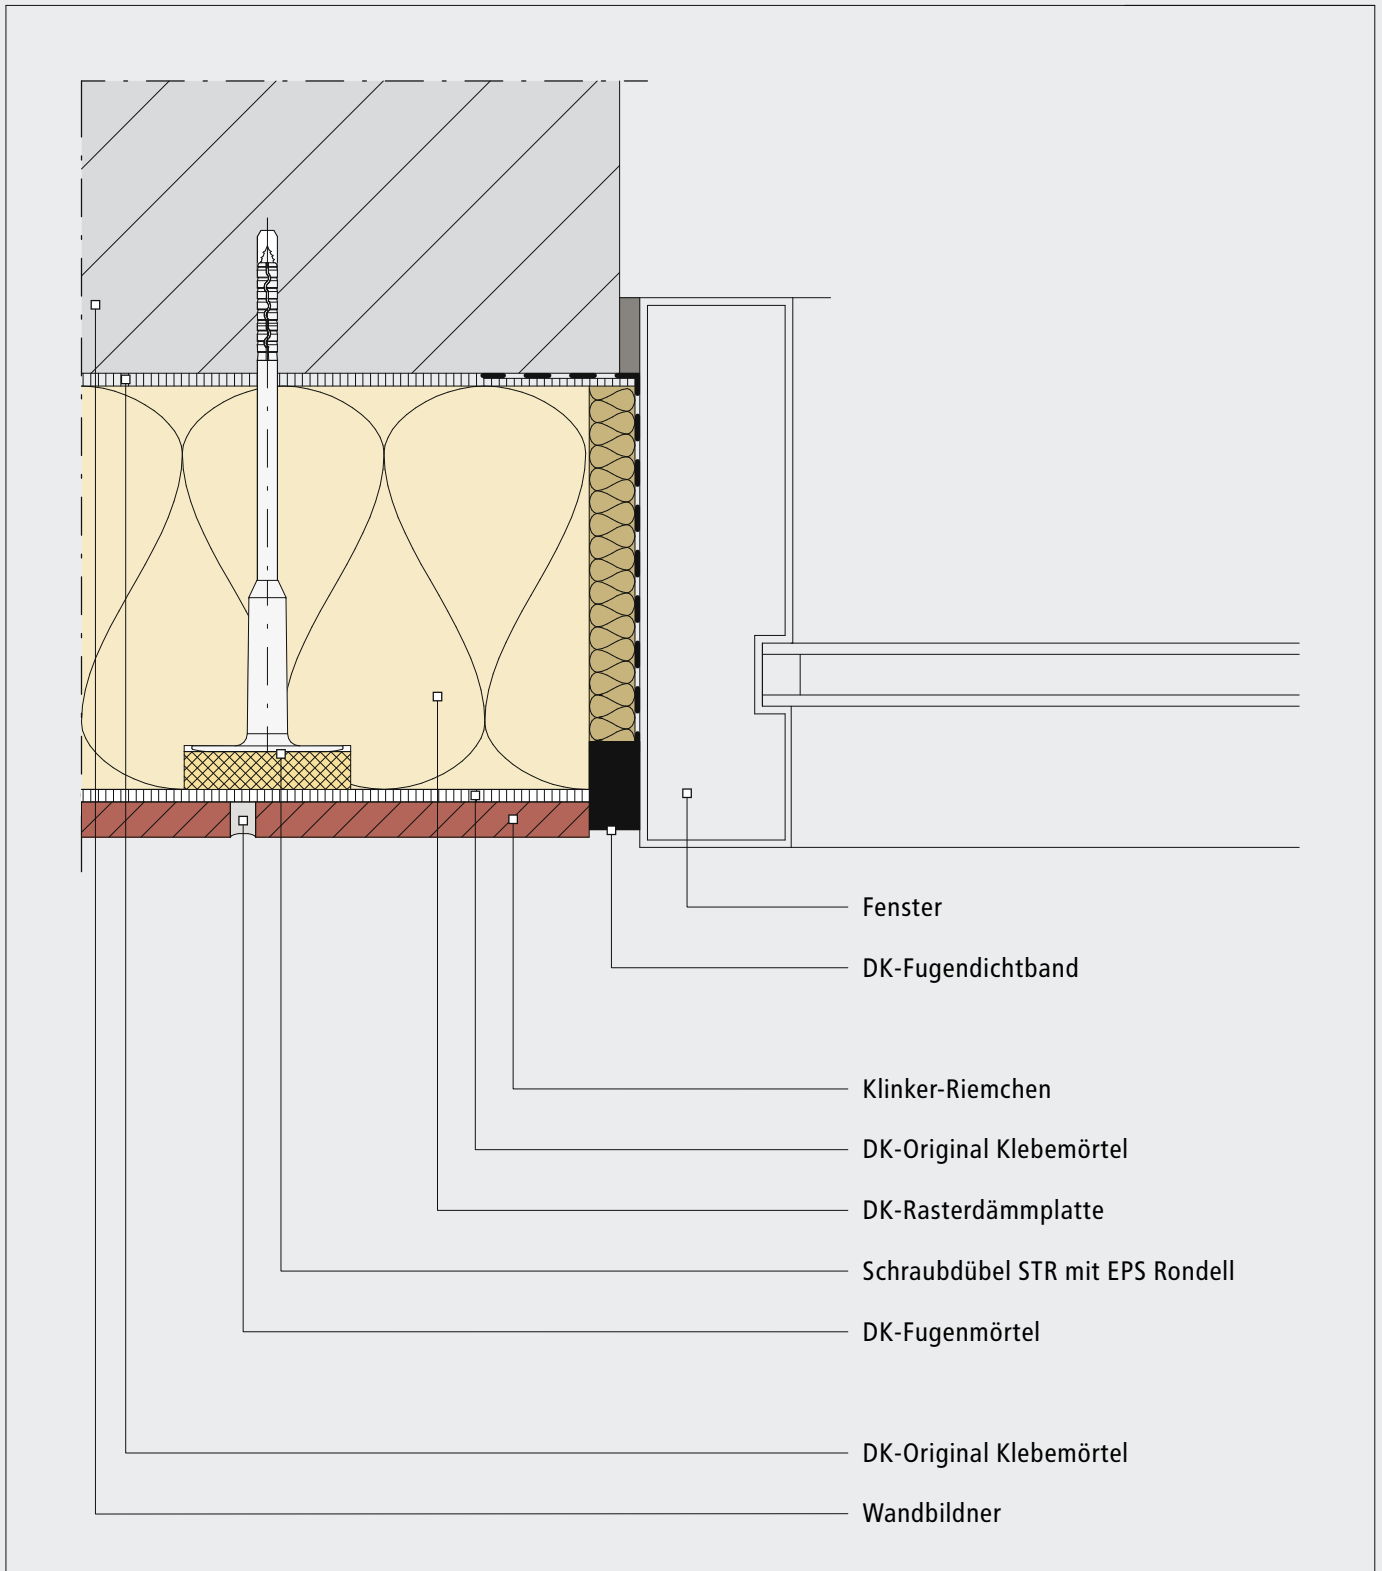 Fenster
DK-Fugendichtband
Klinker-Riemchen
DK-Original Klebemörtel
DK-Rasterdämmplatte
Schraubdübel STR mit EPS Rondell
DK-Fugenmörtel
DK-Original Klebemörtel
Wandbildner